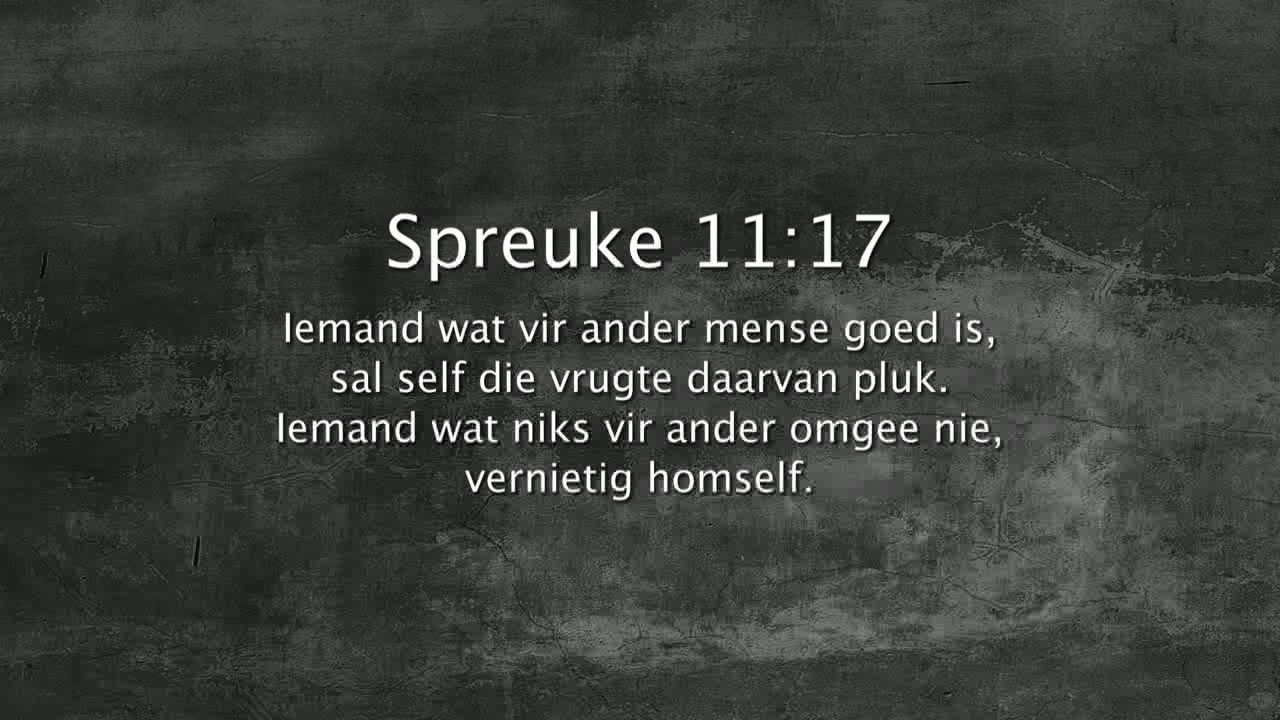 Spreuke 11:17
Iemand wat vir ander mense goed is,
sal self die vrugte daarvan pluk.
Iemand wat niks vir ander omgee nie,
vernietig homself.